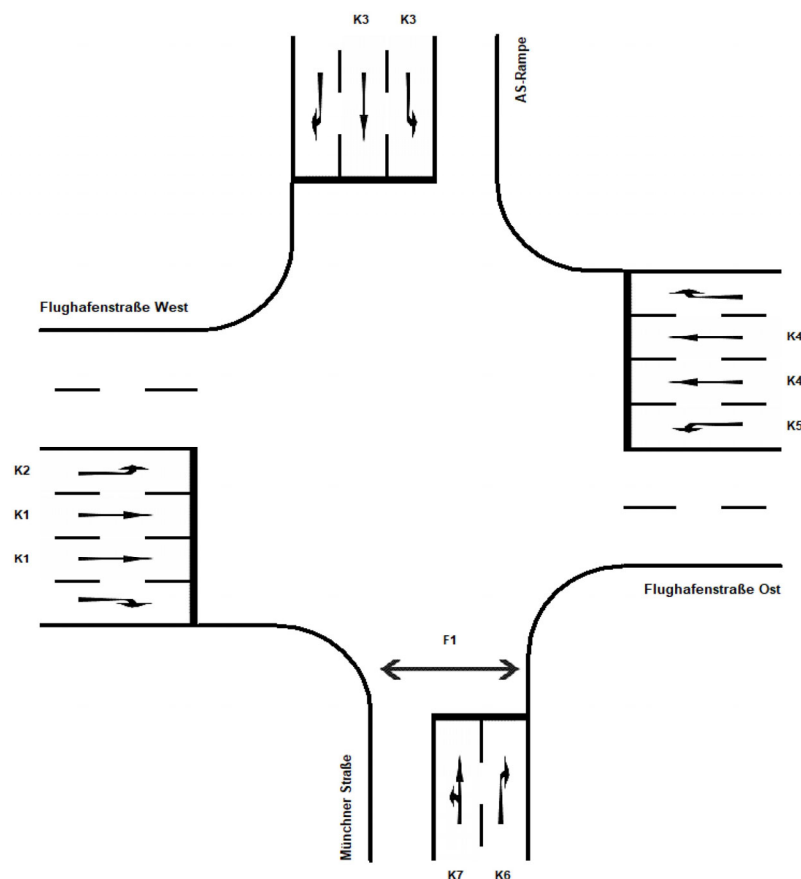 K3 K3
AS-Rampe
Flughafenstraße West
K4
K4
K5
K2
K1
K1
Flughafenstraße Ost
F1
Münchner Straße
K7 K6